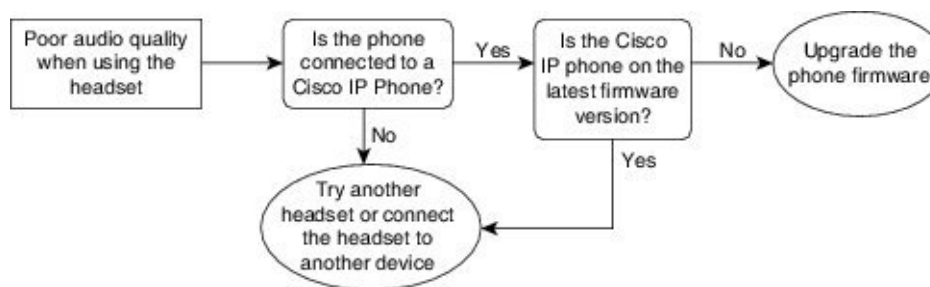 Poor audio quality
when using the
headset
Is the phone
connected to a
Cisco IP Phone?
Yes
Is the Cisco
IP phone on the
latest firmware
version?
No
Upgrade the
phone firmware
No
Yes
Try another
headset or connect
the headset to
another device